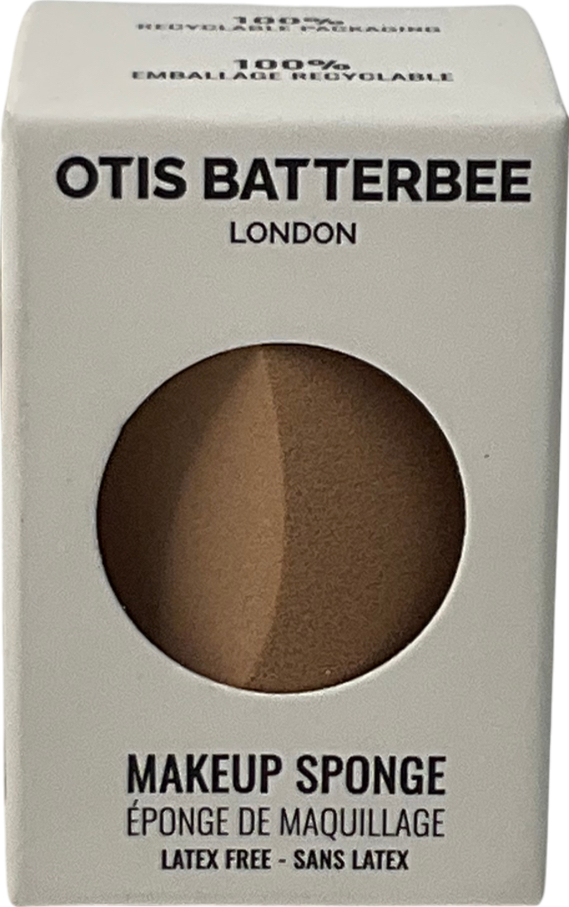 100%
RECYCLABLE PACKAGING
100%
EMBALLAGE RECYCLABLE
OTIS BATTERBEE
LONDON
MAKEUP SPONGE
ÉPONGE DE MAQUILLAGE
LATEX FREE - SANS LATEX